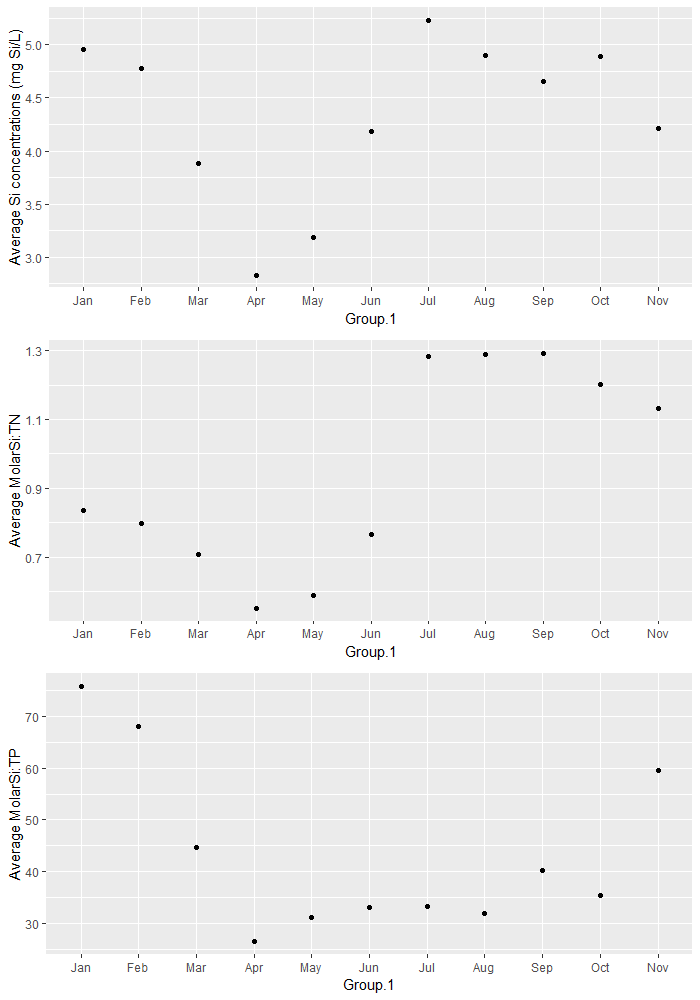 Average Si concentrations (mg Si/L)
5.0
4.5
4.0
3.5
3.0
Jan Feb Mar Apr May Jun Jul Aug Sep Oct Nov
Group.1
Average MolarSi:TN
1.3
1.1
0.9
0.7
Jan Feb Mar Apr May Jun Jul Aug Sep Oct Nov
Group.1
Average MolarSi:TP
70
60
50
40
30
Jan Feb Mar Apr May Jun Jul Aug Sep Oct Nov
Group.1